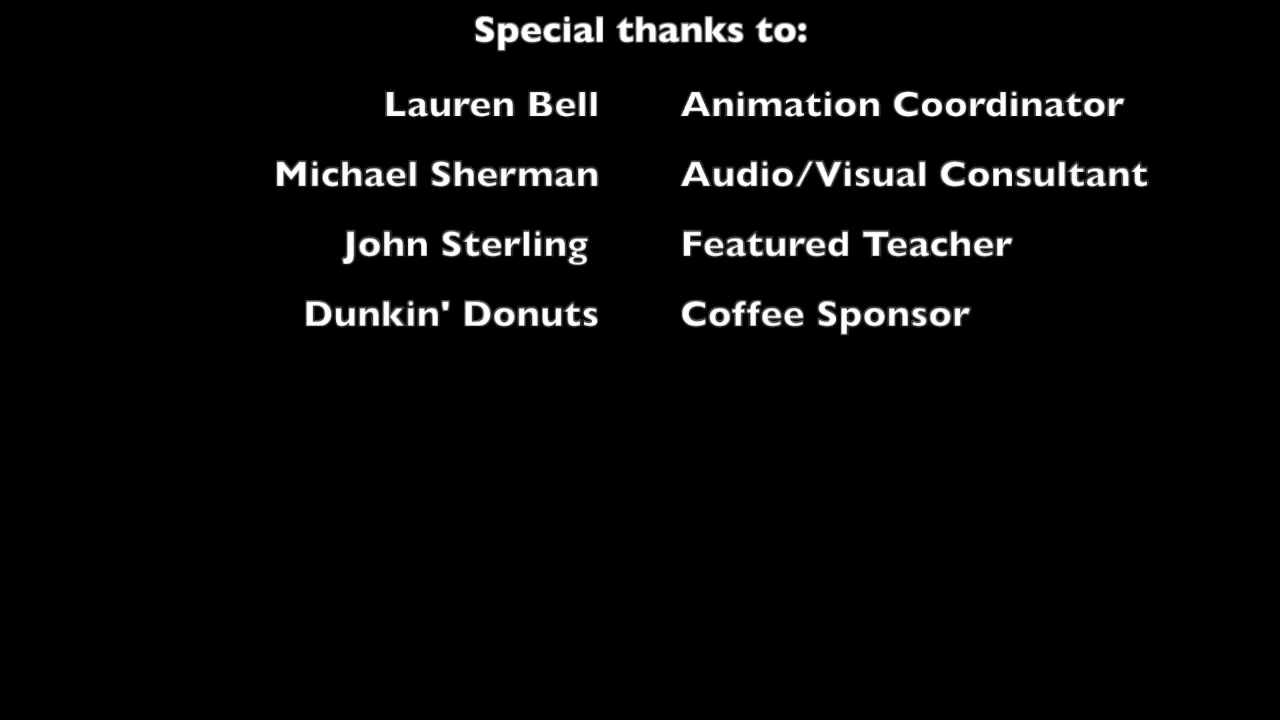 Special thanks to:
Lauren Bell Animation Coordinator
Michael Sherman Audio/Visual Consultant
John Sterling Featured Teacher
Dunkin' Donuts Coffee Sponsor